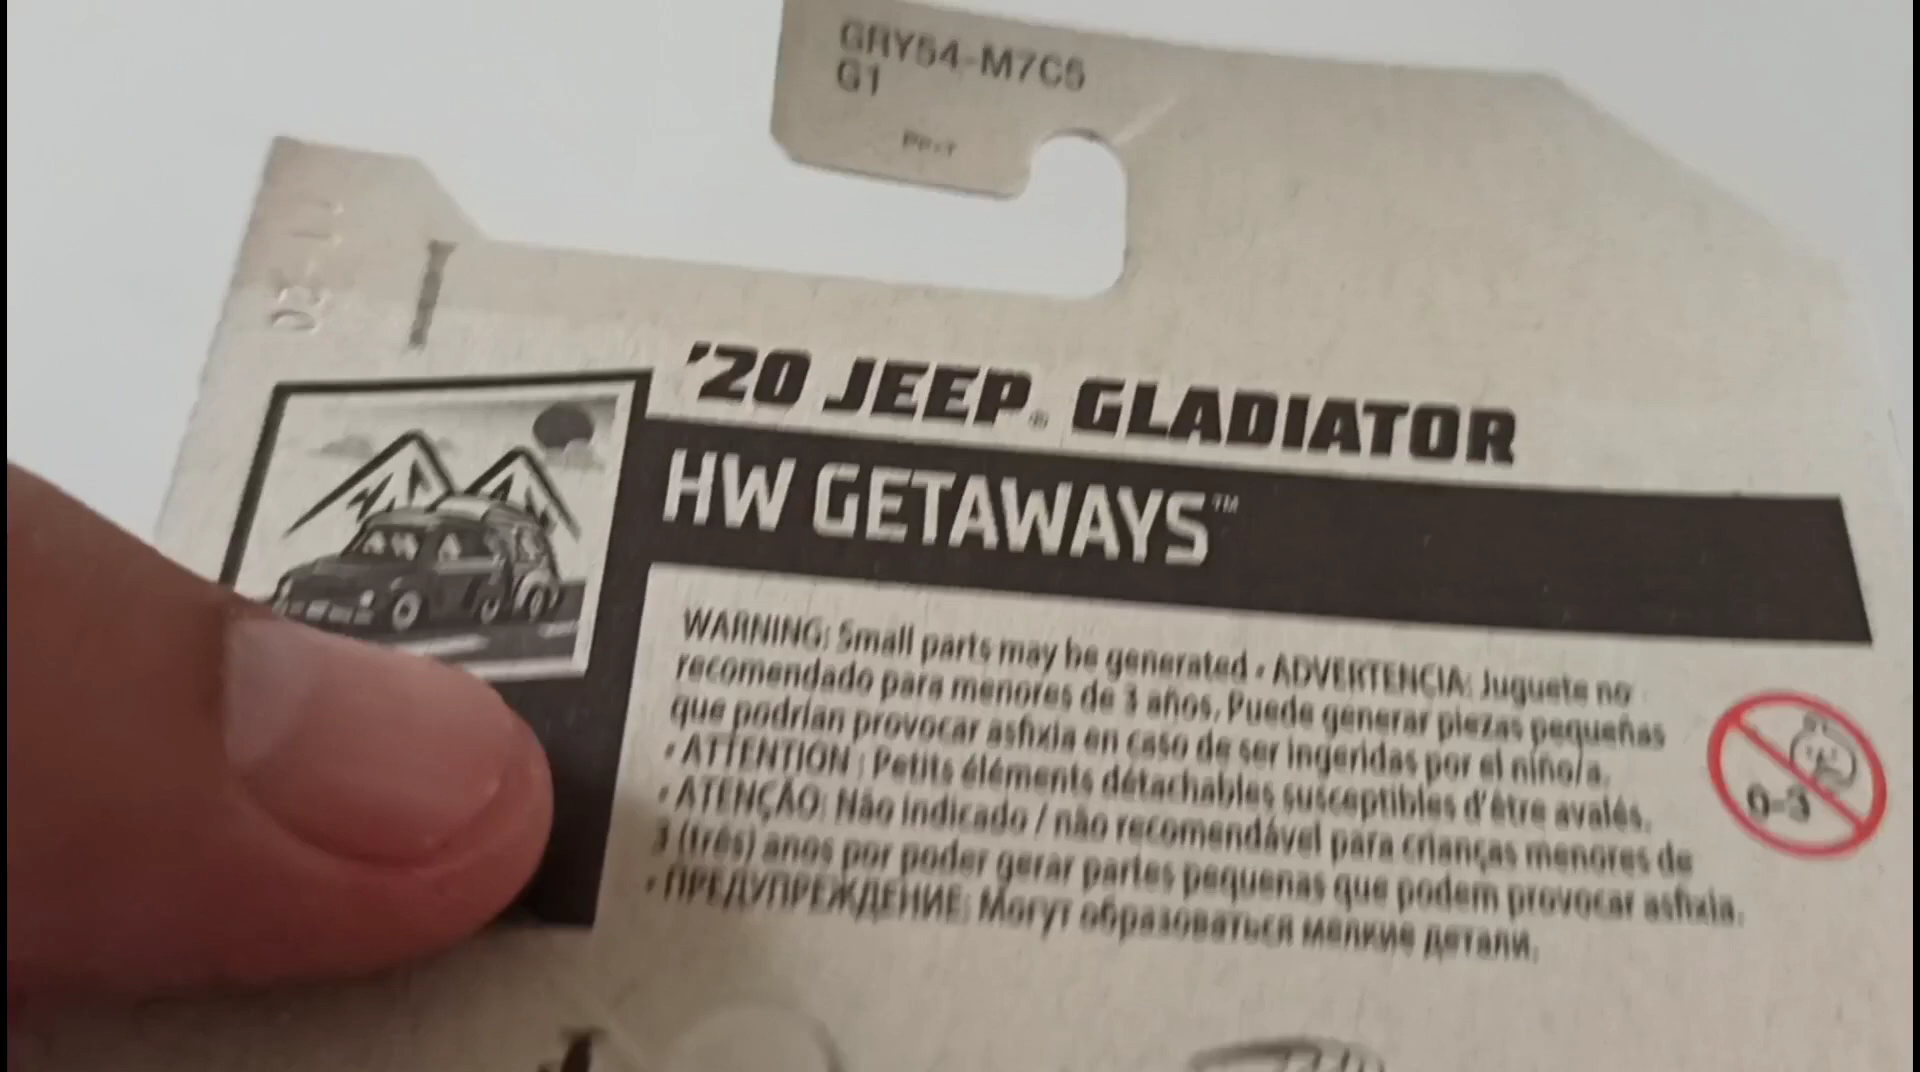 GRY54-M7C5
G1
'20 JEEP® GLADIATOR
HW GETAWAYS™
WARNING: Small parts may be generated • ADVERTENCIA: Juguete no
recomendado para menores de 3 años. Puede generar piezas pequeñas
que podrían provocar asfixia en caso de ser ingeridas por el niño/a.
• ATTENTION : Petits éléments détachables susceptibles d'être avalés.
• ATENÇÃO: Não indicado / não recomendável para crianças menores de
3 (três) anos por poder gerar partes pequenas que podem provocar asfixia.
• ПРЕДУПРЕЖДЕНИЕ: Могут образоваться мелкие детали.
0-3